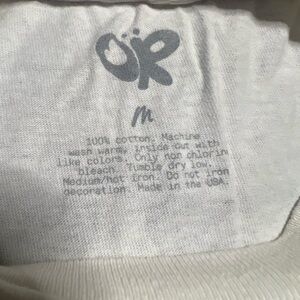 OR
M
100% cotton. Machine
wash warm, inside out with
like colors. Only non chlorin
bleach. Tumble dry low.
Medium/hot iron. Do not iron
decoration. Made in the USA.